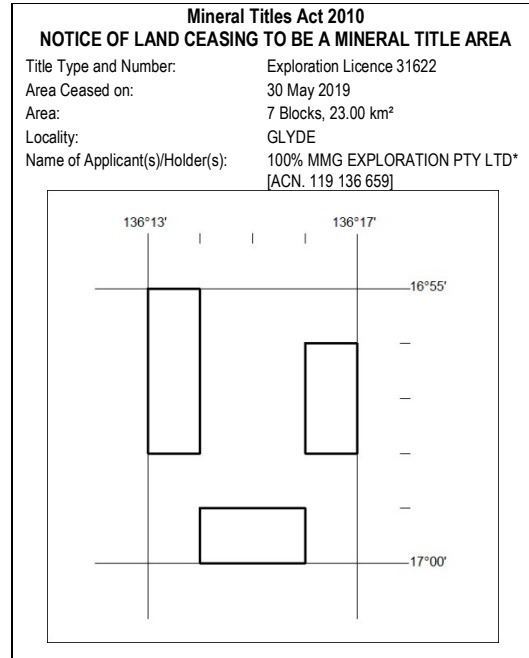 Mineral Titles Act 2010
NOTICE OF LAND CEASING TO BE A MINERAL TITLE AREA
Title Type and Number: Exploration Licence 31622
Area Ceased on: 30 May 2019
Area: 7 Blocks, 23.00 km²
Locality: GLYDE
Name of Applicant(s)/Holder(s): 100% MMG EXPLORATION PTY LTD*
[ACN. 119 136 659]
136°13' 136°17'
16°55'
17°00'